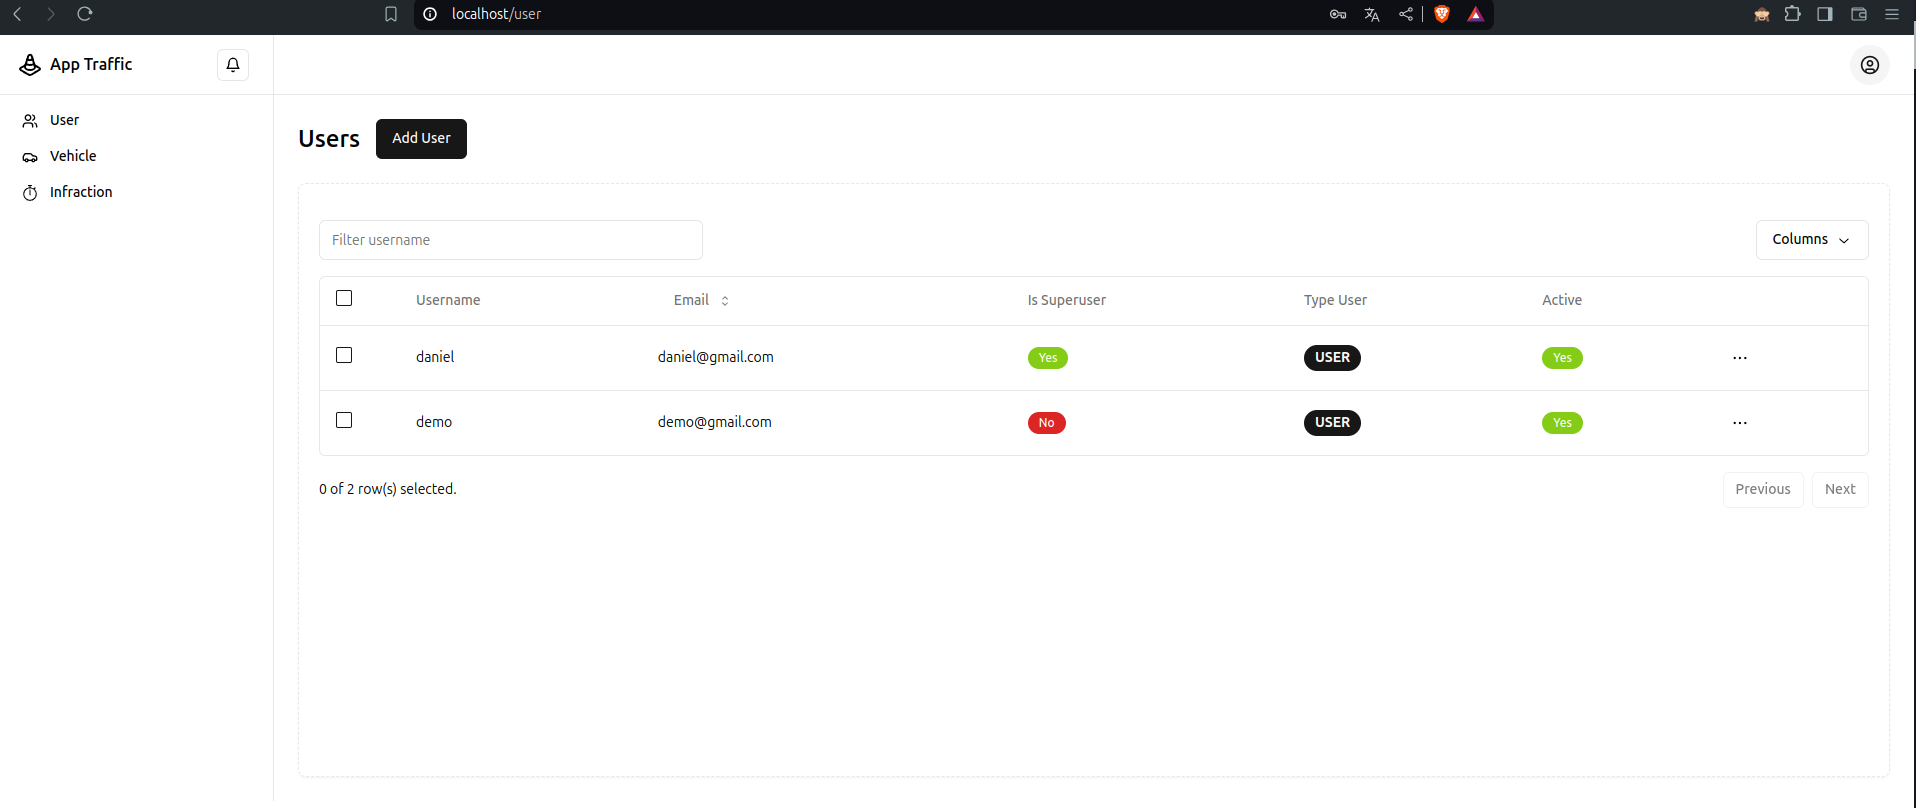 localhost/user
App Traffic
User
Vehicle
Infraction
Users
Add User
Filter username
Columns
Username Email Is Superuser Type User Active
daniel daniel@gmail.com Yes USER Yes ...
demo demo@gmail.com No USER Yes ...
0 of 2 row(s) selected.
Previous Next